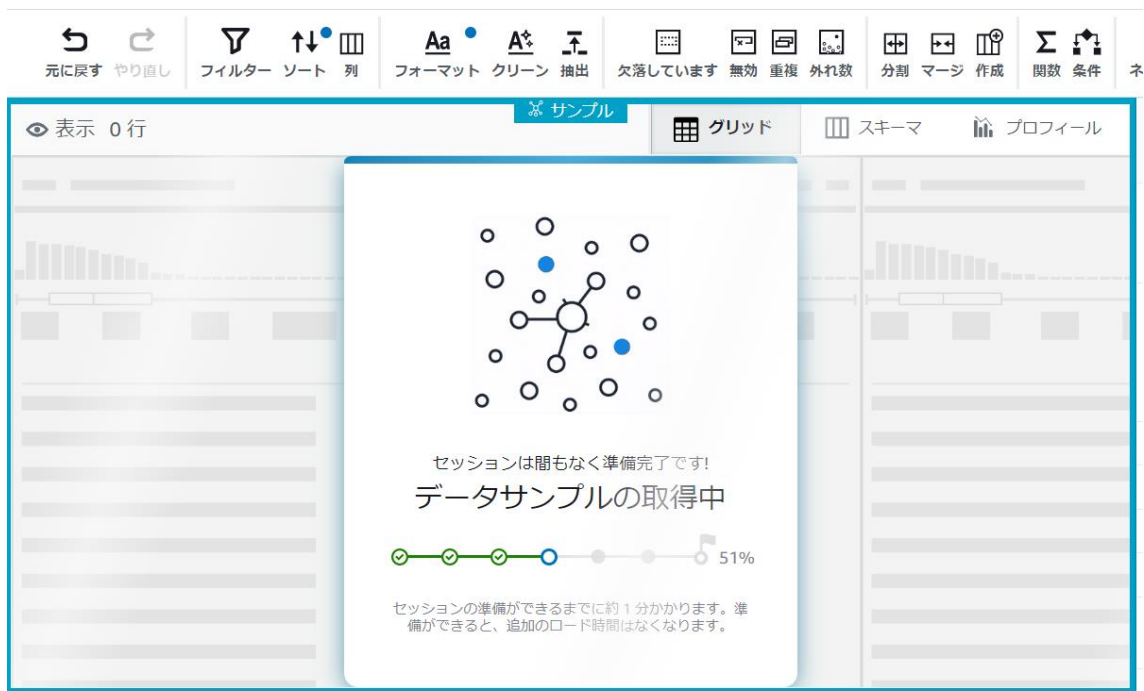 元に戻す やり直し フィルター ソート 列 フォーマット クリーン 抽出 欠落しています 無効 重複 外れ数 分割 マージ 作成 関数 条件 ネ
サンプル
表示 0 行 グリッド スキーマ プロフィール
セッションは間もなく準備完了です!
データサンプルの取得中
51%
セッションの準備ができるまでに約 1 分かかります。準
備ができると、追加のロード時間はなくなります。